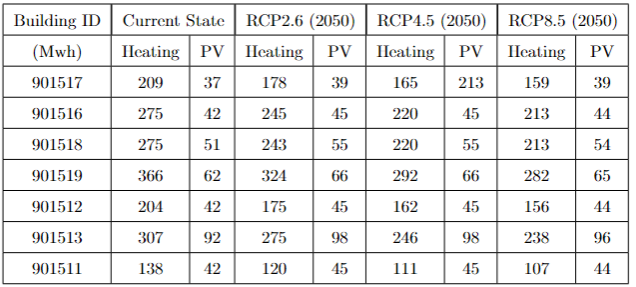 Building ID Current State RCP2.6 (2050) RCP4.5 (2050) RCP8.5 (2050)
(Mwh) Heating PV Heating PV Heating PV Heating PV
901517 209 37 178 39 165 213 159 39
901516 275 42 245 45 220 45 213 44
901518 275 51 243 55 220 55 213 54
901519 366 62 324 66 292 66 282 65
901512 204 42 175 45 162 45 156 44
901513 307 92 275 98 246 98 238 96
901511 138 42 120 45 111 45 107 44